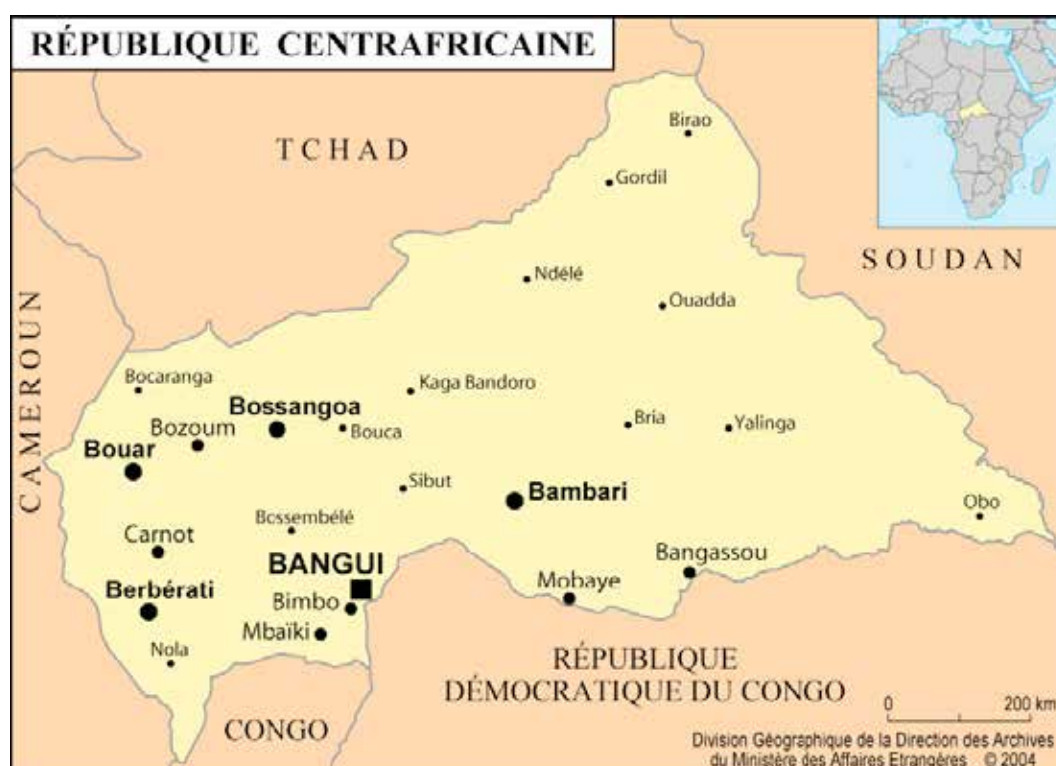 RÉPUBLIQUE CENTRAFRICAINE
TCHAD
Birao
Gordil
SOUDAN
Ndélé
Ouadda
CAMEROUN
Bocaranga
Kaga Bandoro
Bossangoa
Bozoum
Bouca
Bria
Yalinga
Bouar
Sibut
Bambari
Obo
Bossembélé
Carnot
BANGUI
Bangassou
Berbérati
Bimbo
Mobaye
Mbaïki
Nola
RÉPUBLIQUE
DÉMOCRATIQUE DU CONGO
CONGO
0 200 km
Division Géographique de la Direction des Archives
du Ministère des Affaires Etrangères © 2004